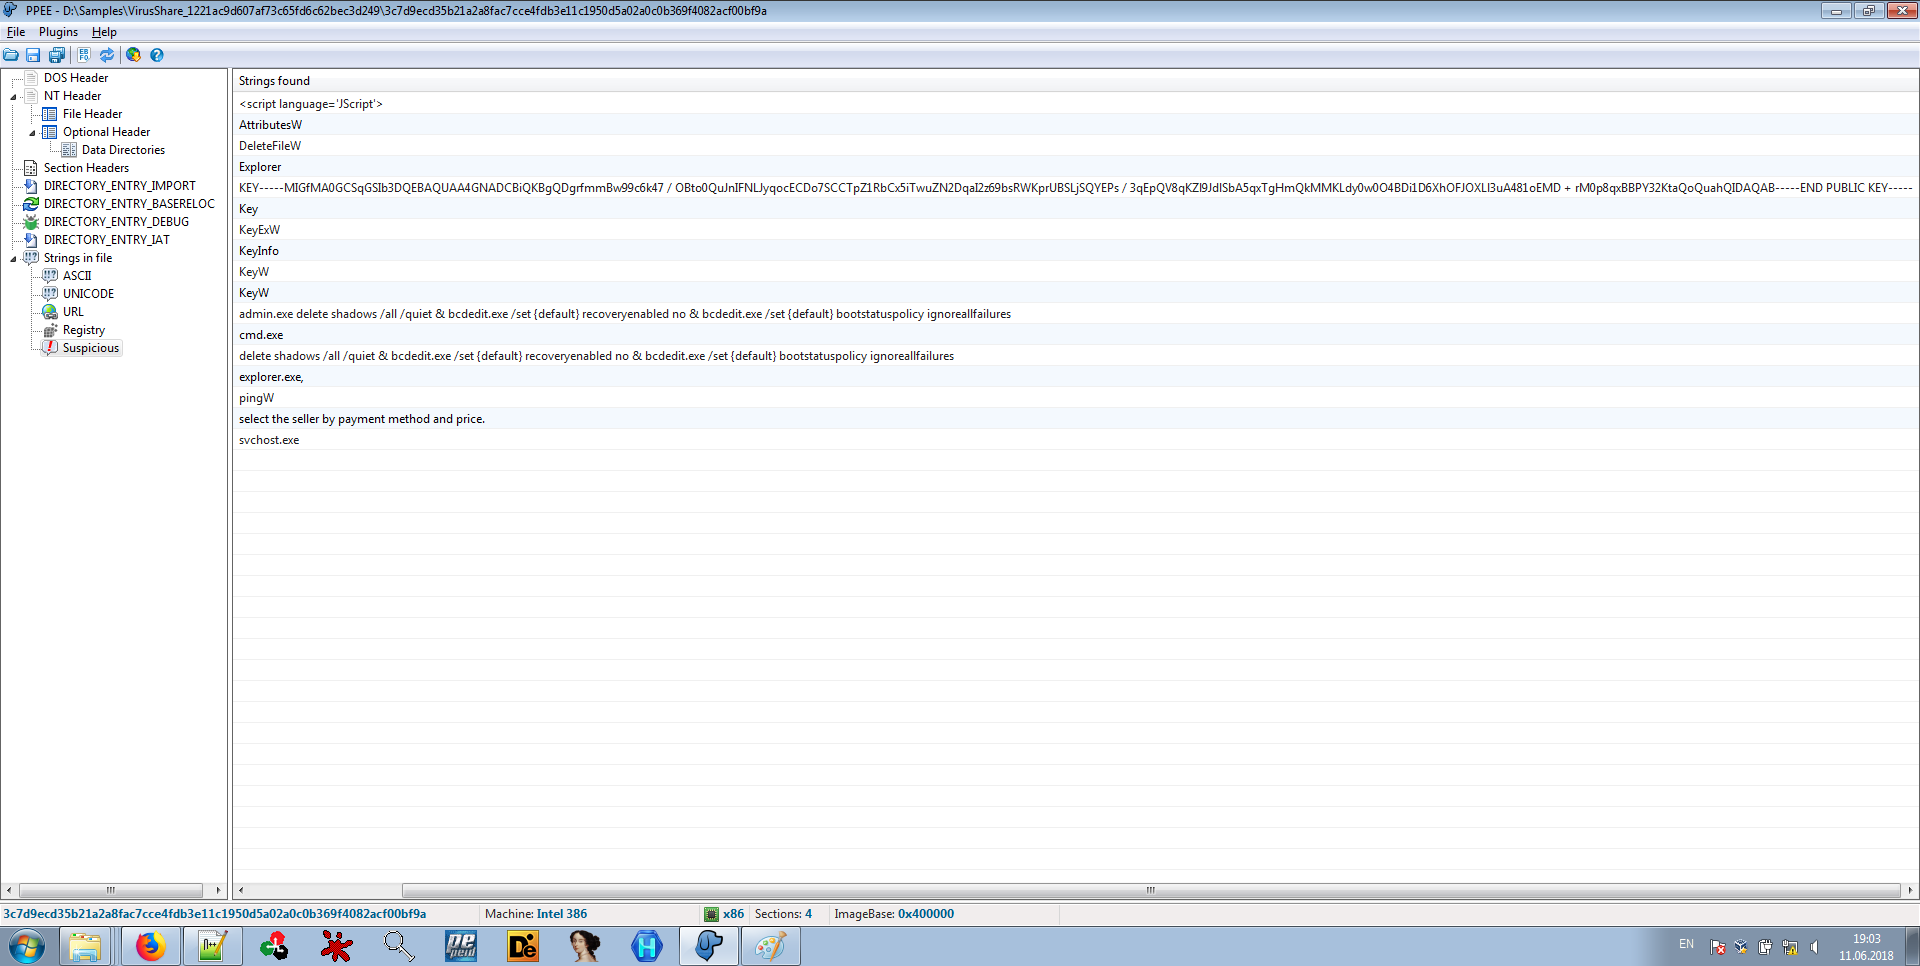 PPEE - D:\Samples\VirusShare_1221ac9d607af73c65fd6c62bec3d249\3c7d9ecd35b21a2a8fac7cce4fdb3e11c1950d5a02a0c0b369f4082acf00bf9a
File Plugins Help
DOS Header
NT Header
File Header
Optional Header
Data Directories
Section Headers
DIRECTORY_ENTRY_IMPORT
DIRECTORY_ENTRY_BASERELOC
DIRECTORY_ENTRY_DEBUG
DIRECTORY_ENTRY_IAT
Strings in file
ASCII
UNICODE
URL
Registry
Suspicious
Strings found
<script language='JScript'>
AttributesW
DeleteFileW
Explorer
KEY-----MIGfMA0GCSqGSIb3DQEBAQUAA4GNADCBiQKBgQDgrfmmBw99c6k47 / OBto0QuJnIFNLJyqocECDo7SCCTpZ1RbCx5iTwuZN2DqaI2z69bsRWKprUBSLjSQYEPs / 3qEpQV8qKZl9JdlSbA5qxTgHmQkMMKLdy0w0O4BDi1D6XhOFJOXLl3uA481oEMD + rM0p8qxBBPY32KtaQoQuahQIDAQAB-----END PUBLIC KEY-----
Key
KeyExW
KeyInfo
KeyW
KeyW
admin.exe delete shadows /all /quiet & bcdedit.exe /set {default} recoveryenabled no & bcdedit.exe /set {default} bootstatuspolicy ignoreallfailures
cmd.exe
delete shadows /all /quiet & bcdedit.exe /set {default} recoveryenabled no & bcdedit.exe /set {default} bootstatuspolicy ignoreallfailures
explorer.exe,
pingW
select the seller by payment method and price.
svchost.exe
3c7d9ecd35b21a2a8fac7cce4fdb3e11c1950d5a02a0c0b369f4082acf00bf9a Machine: Intel 386 x86 Sections: 4 ImageBase: 0x400000
EN
19:03
11.06.2018